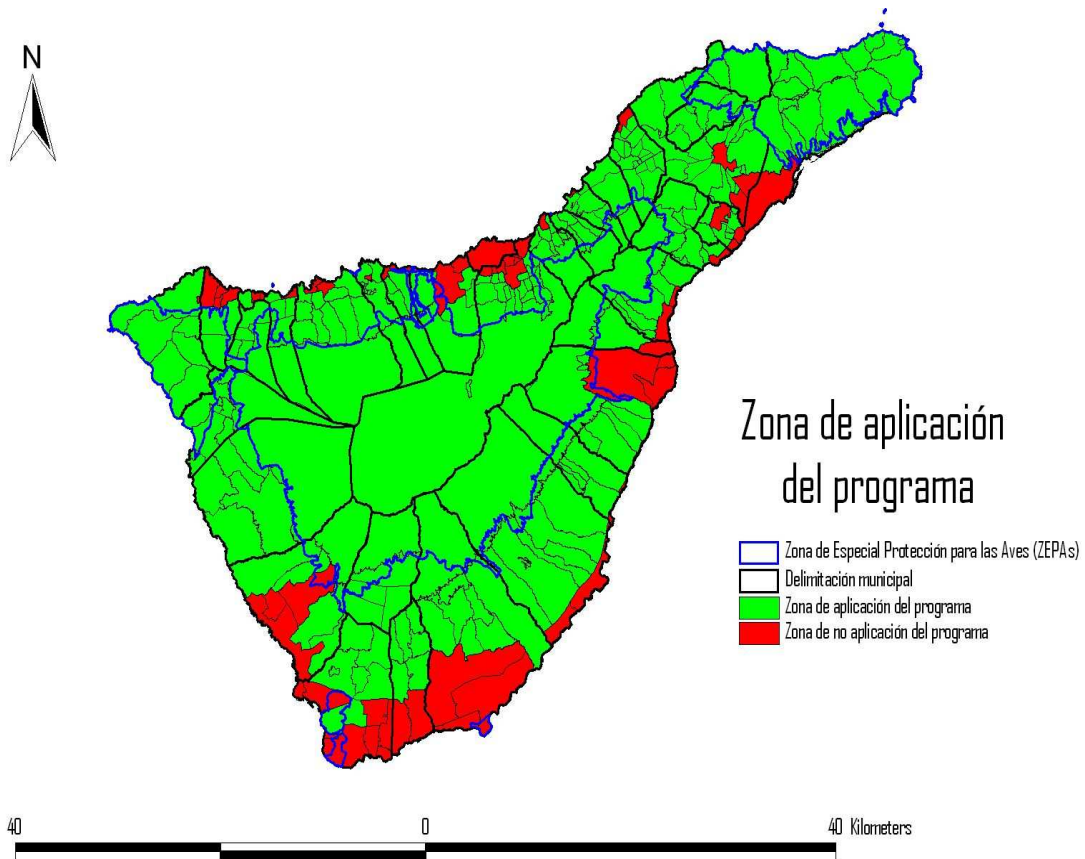 N
Zona de aplicación
del programa
Zona de Especial Protección para las Aves (ZEPAs)
Delimitación municipal
Zona de aplicación del programa
Zona de no aplicación del programa
40 0 40 Kilometers